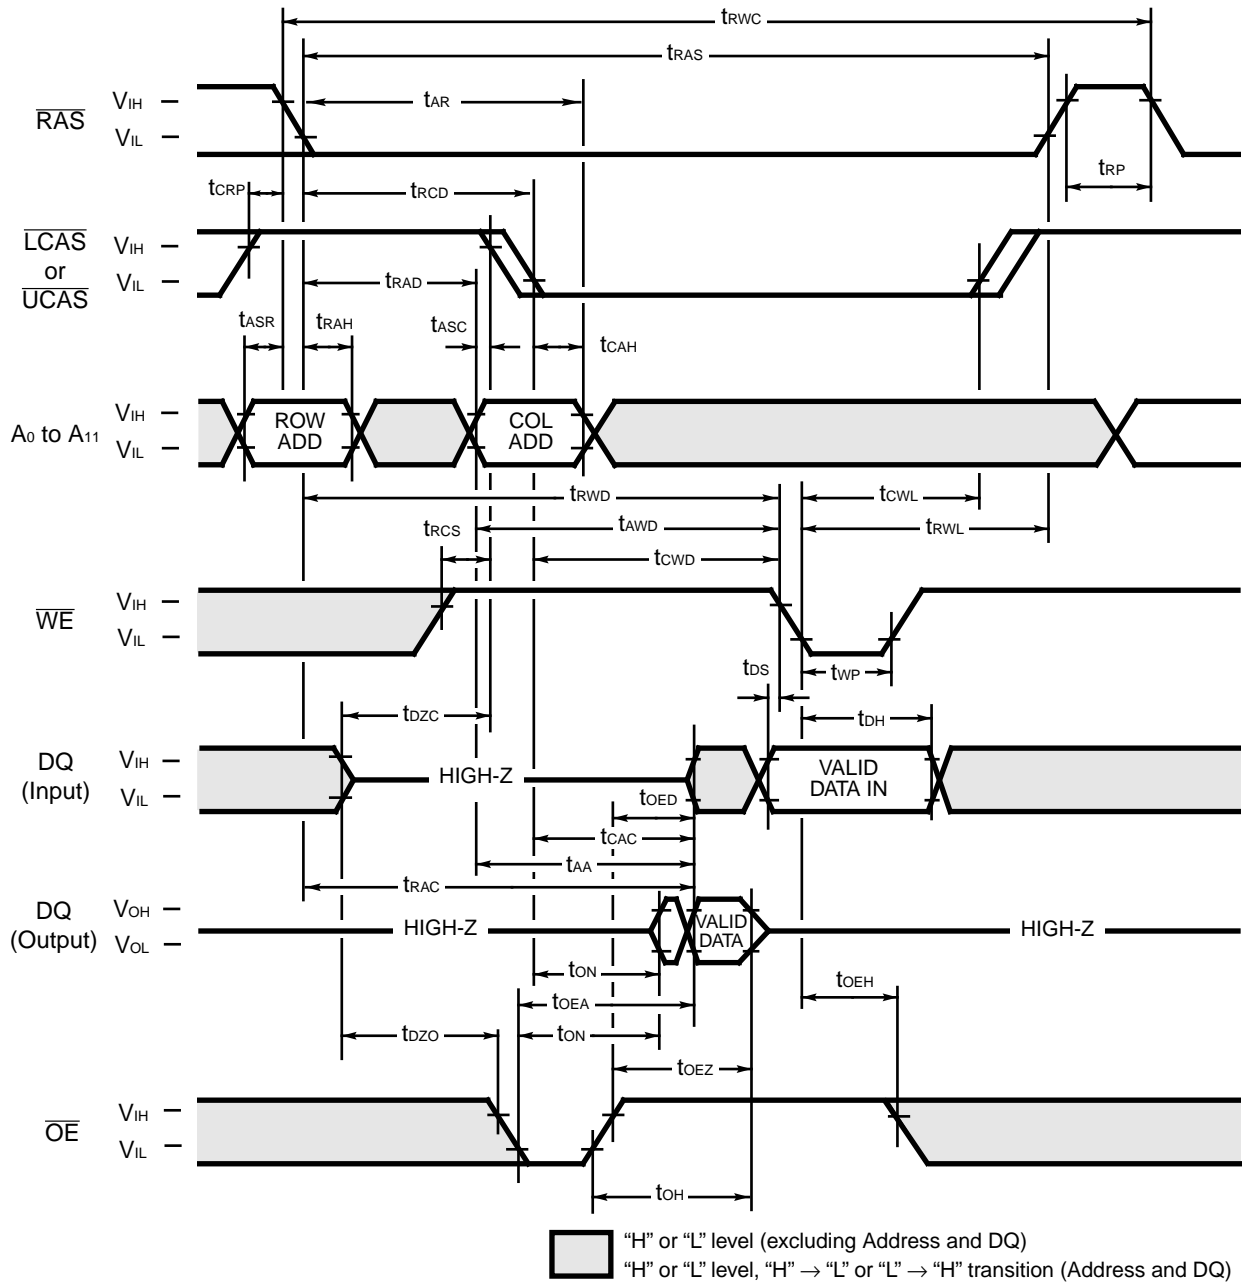 tRWC
tRAS
tAR
RAS
VIH
VIL
tRP
tCRP
tRCD
LCAS
or
UCAS
VIH
VIL
tRAD
tASR
tRAH
tASC
tCAH
A0 to A11
VIH
VIL
ROW
ADD
COL
ADD
tRWD
tCWL
tRCS
tAWD
tRWL
tCWD
WE
VIH
VIL
tDS
tWP
tDZC
tDH
DQ
(Input)
VIH
VIL
HIGH-Z
VALID
DATA IN
tOED
tCAC
tAA
tRAC
DQ
(Output)
VOH
VOL
HIGH-Z
VALID
DATA
HIGH-Z
tON
tOEH
tOEA
tDZO
tON
tOEZ
OE
VIH
VIL
tOH
“H” or “L” level (excluding Address and DQ)
“H” or “L” level, “H” → “L” or “L” → “H” transition (Address and DQ)